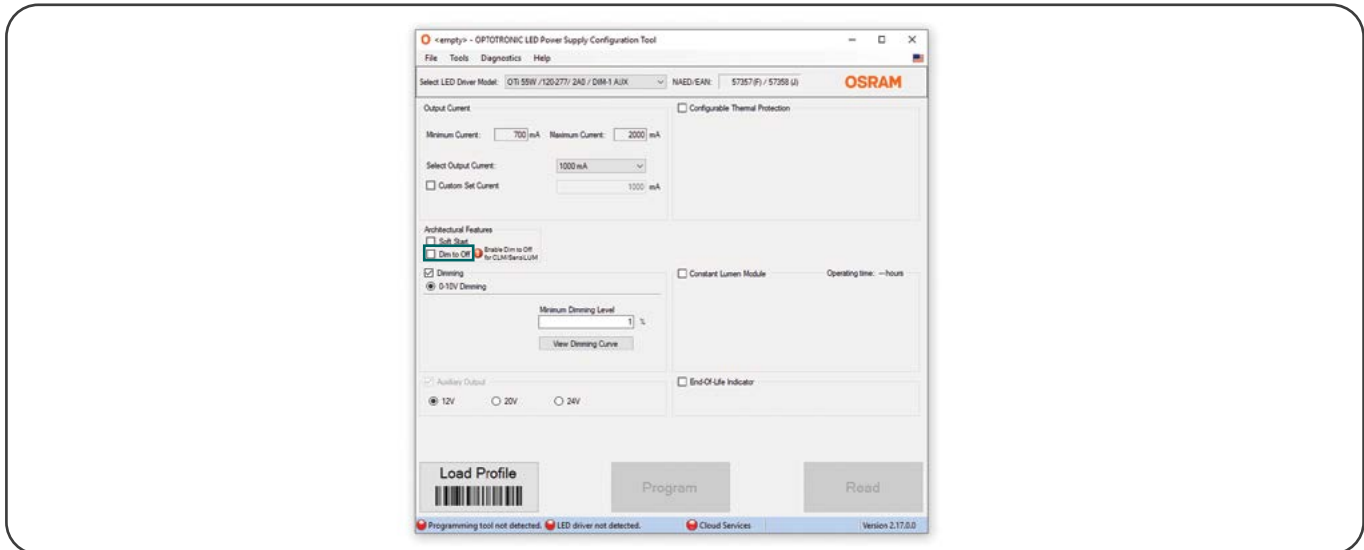 <empty> - OPTOTRONIC LED Power Supply Configuration Tool
File Tools Diagnostics Help
Select LED Driver Model: OTi 55W /120-277/ 2A0 / DIM-1 AUX NAED/EAN: 57357 (F) / 57358 (J) OSRAM
Output Current
Configurable Thermal Protection
Minimum Current: 700 mA Maximum Current: 2000 mA
Select Output Current: 1000 mA
Custom Set Current 1000 mA
Architectural Features
Soft Start
Dim to Off Enable Dim to Off
for CLM/SensiLUM
Dimming
0-10V Dimming
Constant Lumen Module Operating time: --hours
Minimum Dimming Level
1 %
View Dimming Curve
Auxiliary Output
12V 20V 24V
End-Of-Life Indicator
Load Profile
Program
Read
Programming tool not detected. LED driver not detected. Cloud Services Version 2.17.0.0